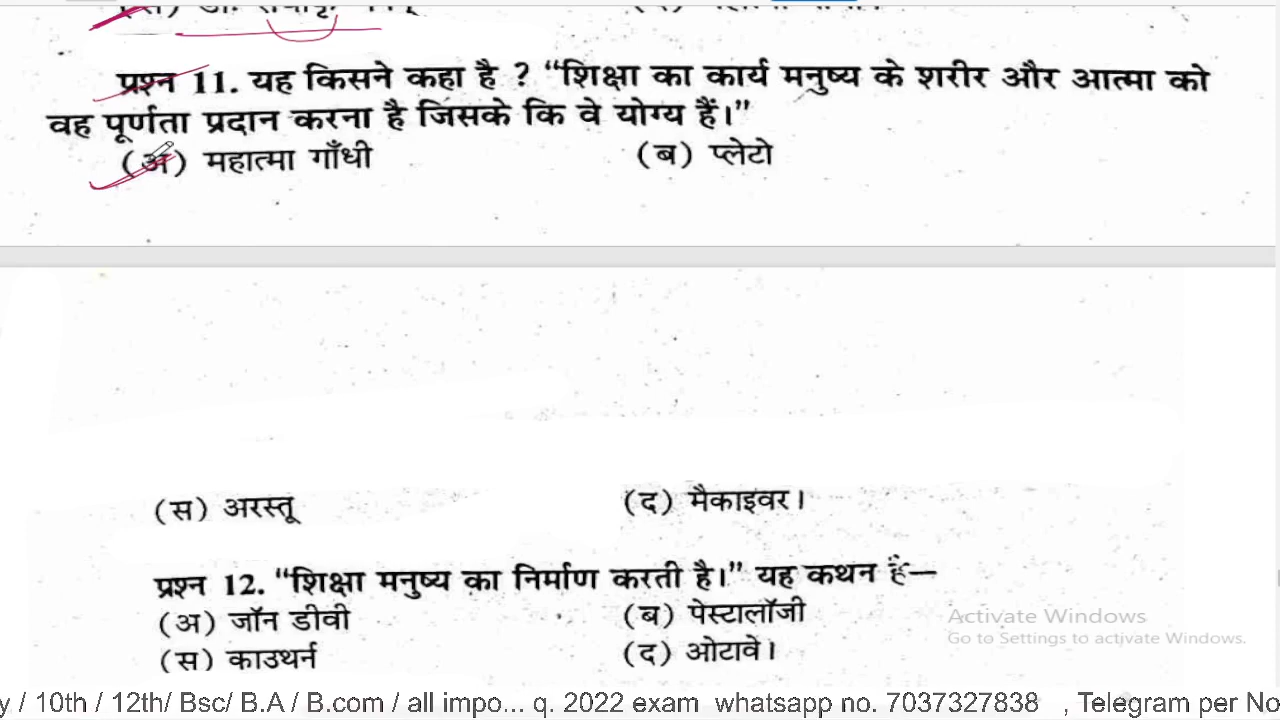 प्रश्न 11. यह किसने कहा है ? “शिक्षा का कार्य मनुष्य के शरीर और आत्मा को
वह पूर्णता प्रदान करना है जिसके कि वे योग्य हैं।”
(अ) महात्मा गाँधी (ब) प्लेटो
(स) अरस्तू (द) मैकाइवर।
प्रश्न 12. “शिक्षा मनुष्य का निर्माण करती है।” यह कथन हैं—
(अ) जॉन डीवी (ब) पेस्टालॉजी
(स) काउथर्न (द) ओटावे।
Activate Windows
Go to Settings to activate Windows.
/ 10th / 12th/ Bsc/ B.A / B.com / all impo... q. 2022 exam whatsapp no. 7037327838 , Telegram per No